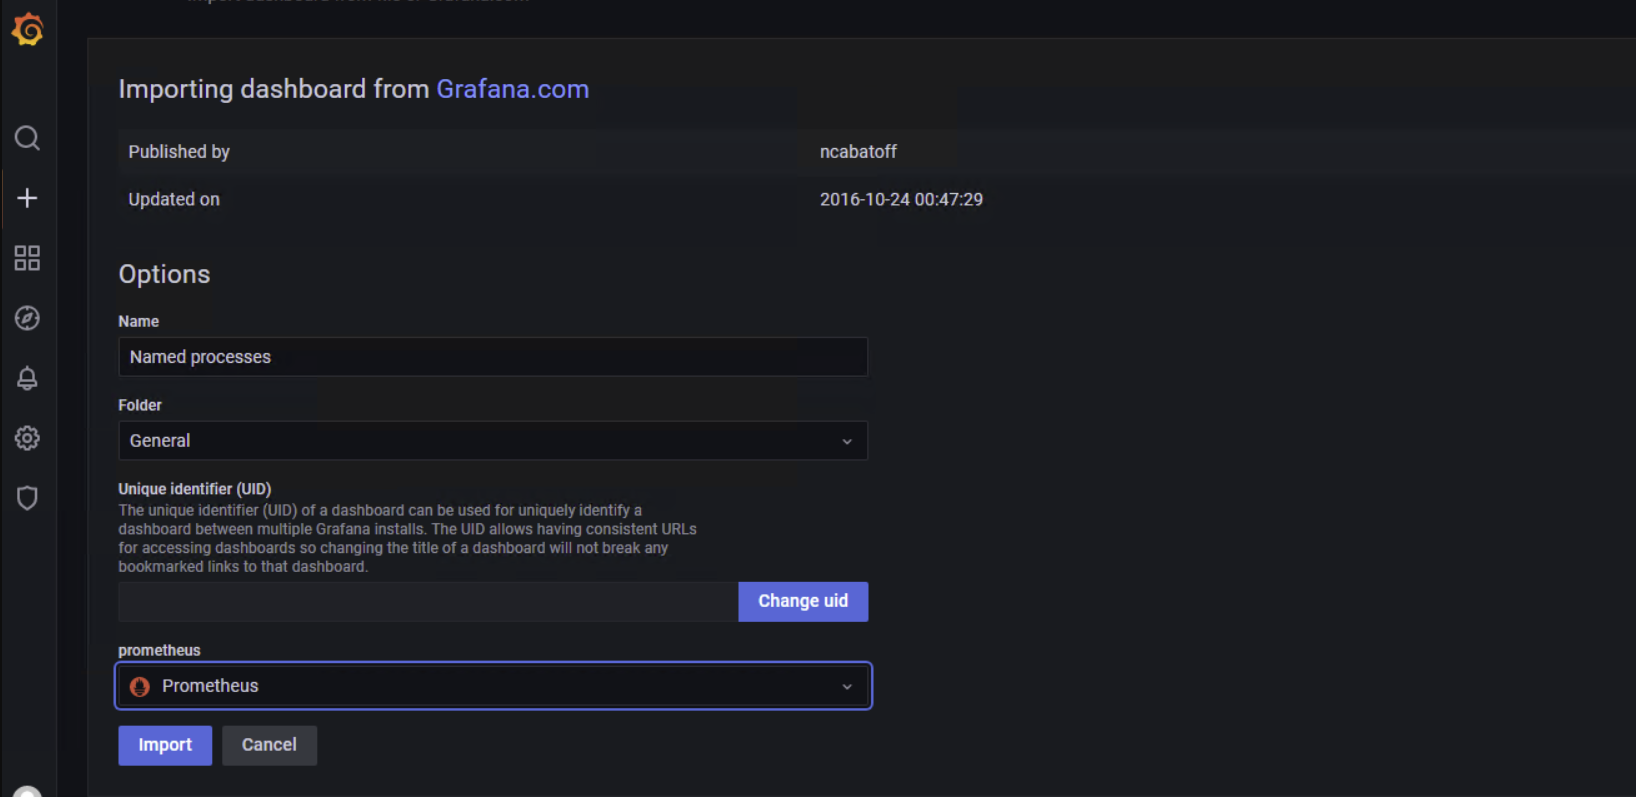 Importing dashboard from Grafana.com
Published by ncabatoff
Updated on 2016-10-24 00:47:29
Options
Name
Named processes
Folder
General
Unique identifier (UID)
The unique identifier (UID) of a dashboard can be used for uniquely identify a
dashboard between multiple Grafana installs. The UID allows having consistent URLs
for accessing dashboards so changing the title of a dashboard will not break any
bookmarked links to that dashboard.
Change uid
prometheus
Prometheus
Import Cancel